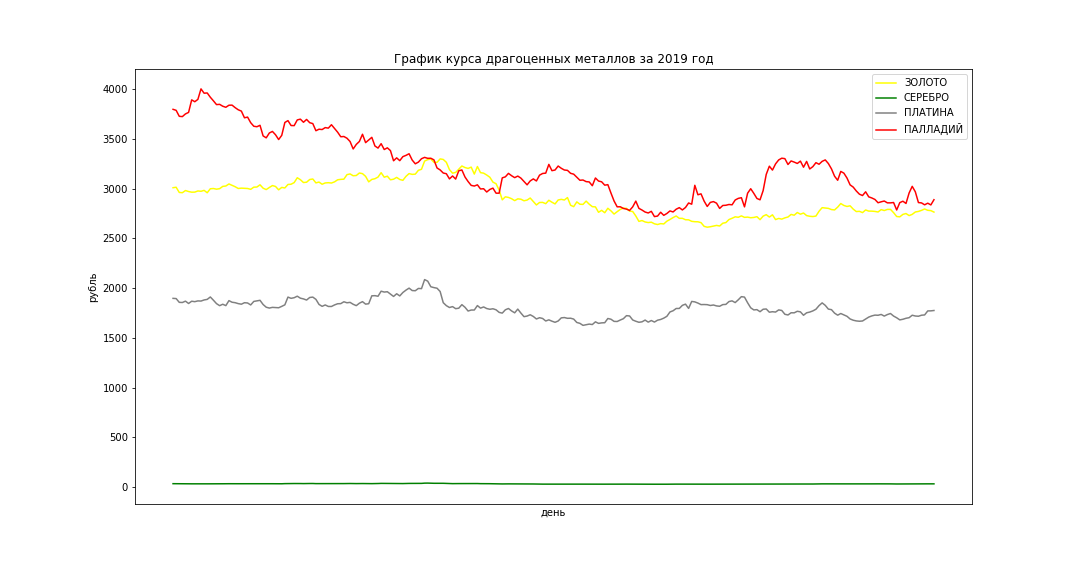 График курса драгоценных металлов за 2019 год
ЗОЛОТО
СЕРЕБРО
ПЛАТИНА
ПАЛЛАДИЙ
4000
3500
3000
2500
2000
1500
1000
500
0
рубль
день